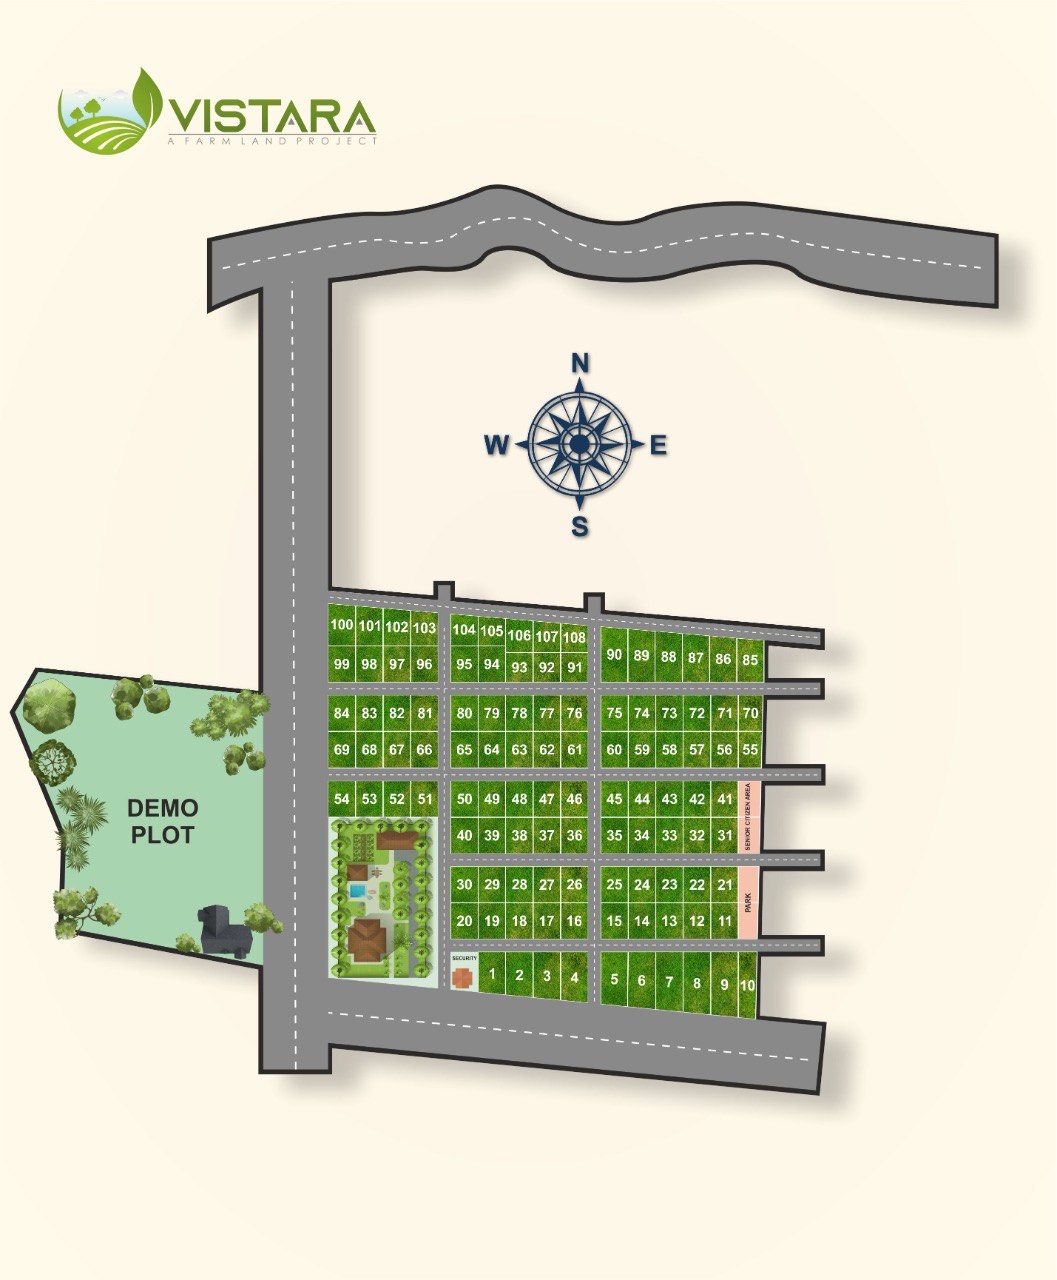 VISTARA
A FARM LAND PROJECT
N
W E
S
100 101 102 103 104 105 106 107 108
99 98 97 96 95 94 93 92 91 90 89 88 87 86 85
84 83 82 81 80 79 78 77 76 75 74 73 72 71 70
69 68 67 66 65 64 63 62 61 60 59 58 57 56 55
54 53 52 51 50 49 48 47 46 45 44 43 42 41
SENIOR CITIZEN AREA
DEMO
PLOT
40 39 38 37 36 35 34 33 32 31
30 29 28 27 26 25 24 23 22 21
PARK
20 19 18 17 16 15 14 13 12 11
SECURITY
1 2 3 4 5 6 7 8 9 10